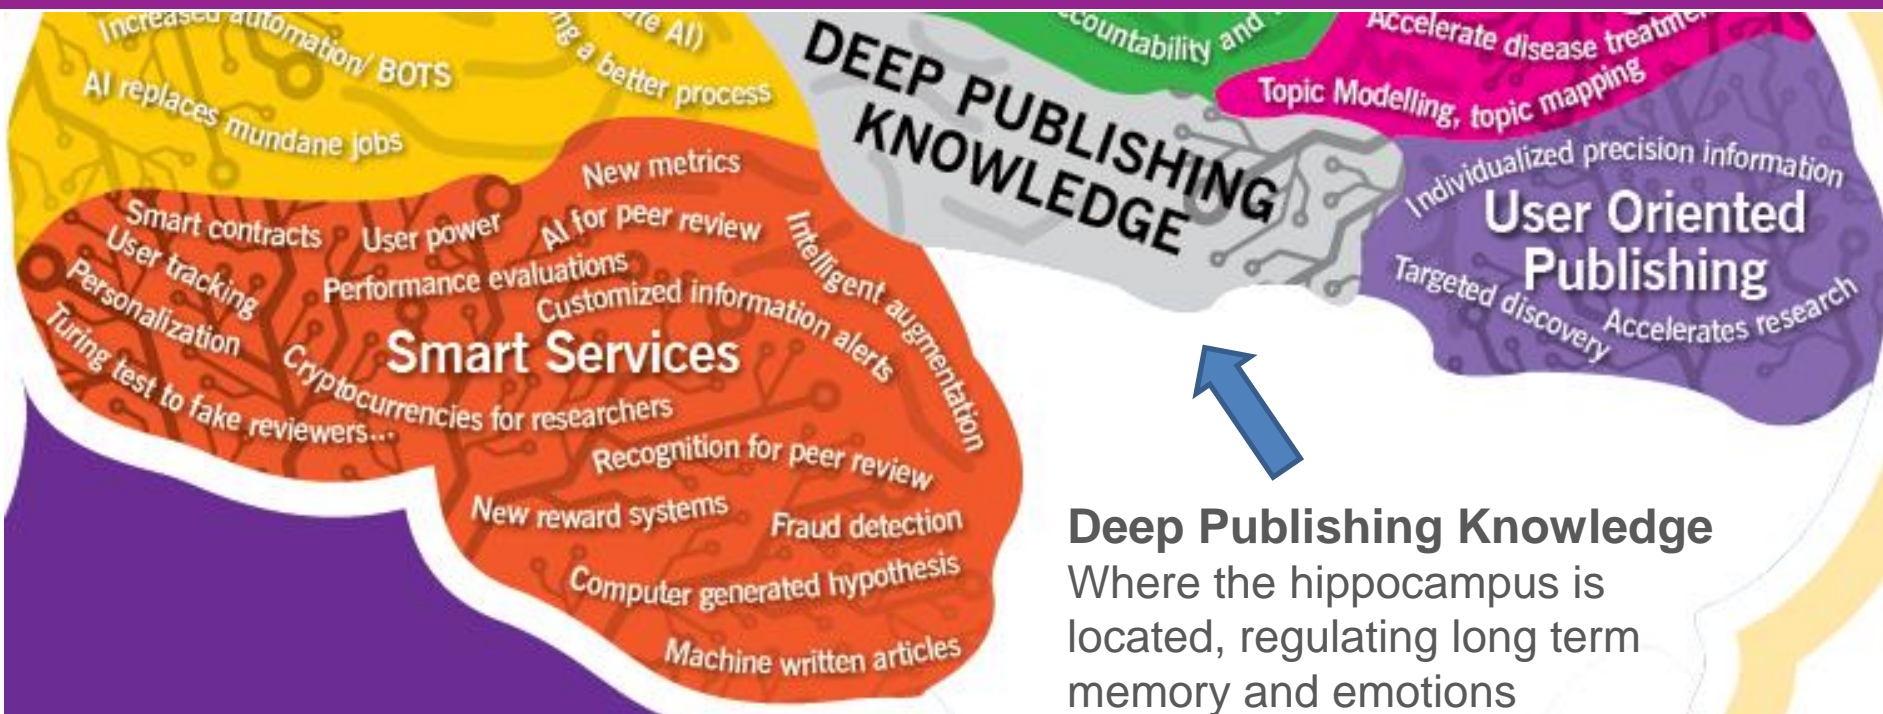 Increased automation/ BOTS
AI replaces mundane jobs
AI)
a better process
DEEP PUBLISHING
KNOWLEDGE
and
Accelerate disease
Topic Modelling, topic mapping
New metrics
Smart contracts
User power
AI for peer review
Intelligent augmentation
User tracking
Performance evaluations
Personalization
Customized information alerts
Turing test to fake reviewers...
Smart Services
Cryptocurrencies for researchers
Recognition for peer review
New reward systems
Fraud detection
Computer generated hypothesis
Machine written articles
Individualized precision information
User Oriented
Publishing
Targeted discovery
Accelerates research
Deep Publishing Knowledge
Where the hippocampus is
located, regulating long term
memory and emotions